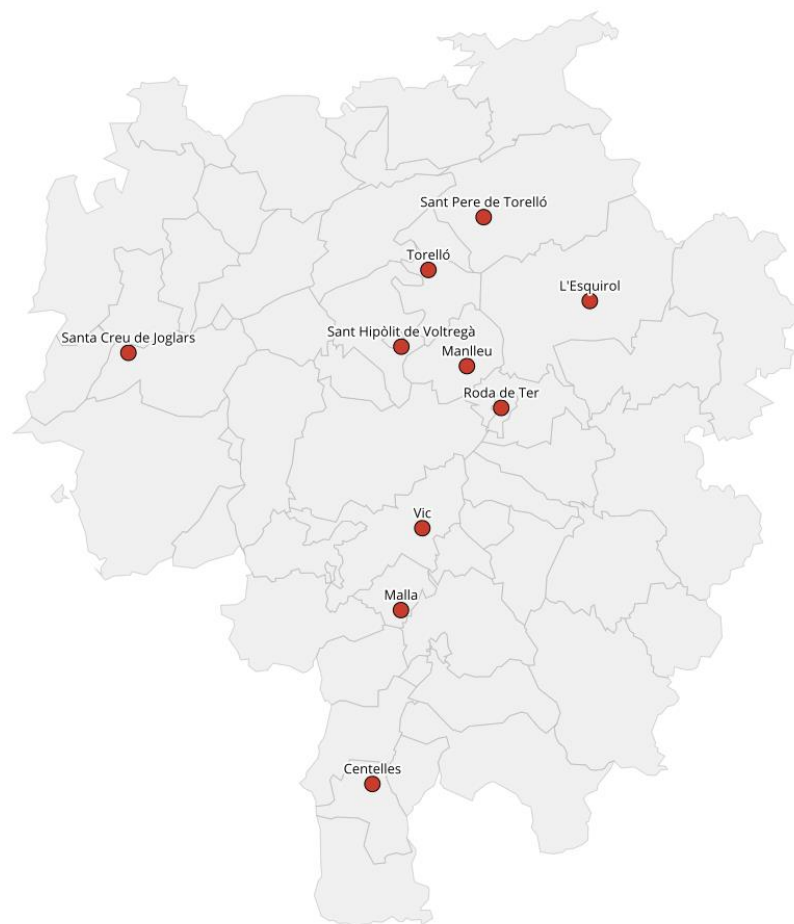 Sant Pere de Torelló
Torelló
L'Esquirol
Sant Hipòlit de Voltregà
Santa Creu de Joglars
Manlleu
Roda de Ter
Vic
Malla
Centelles